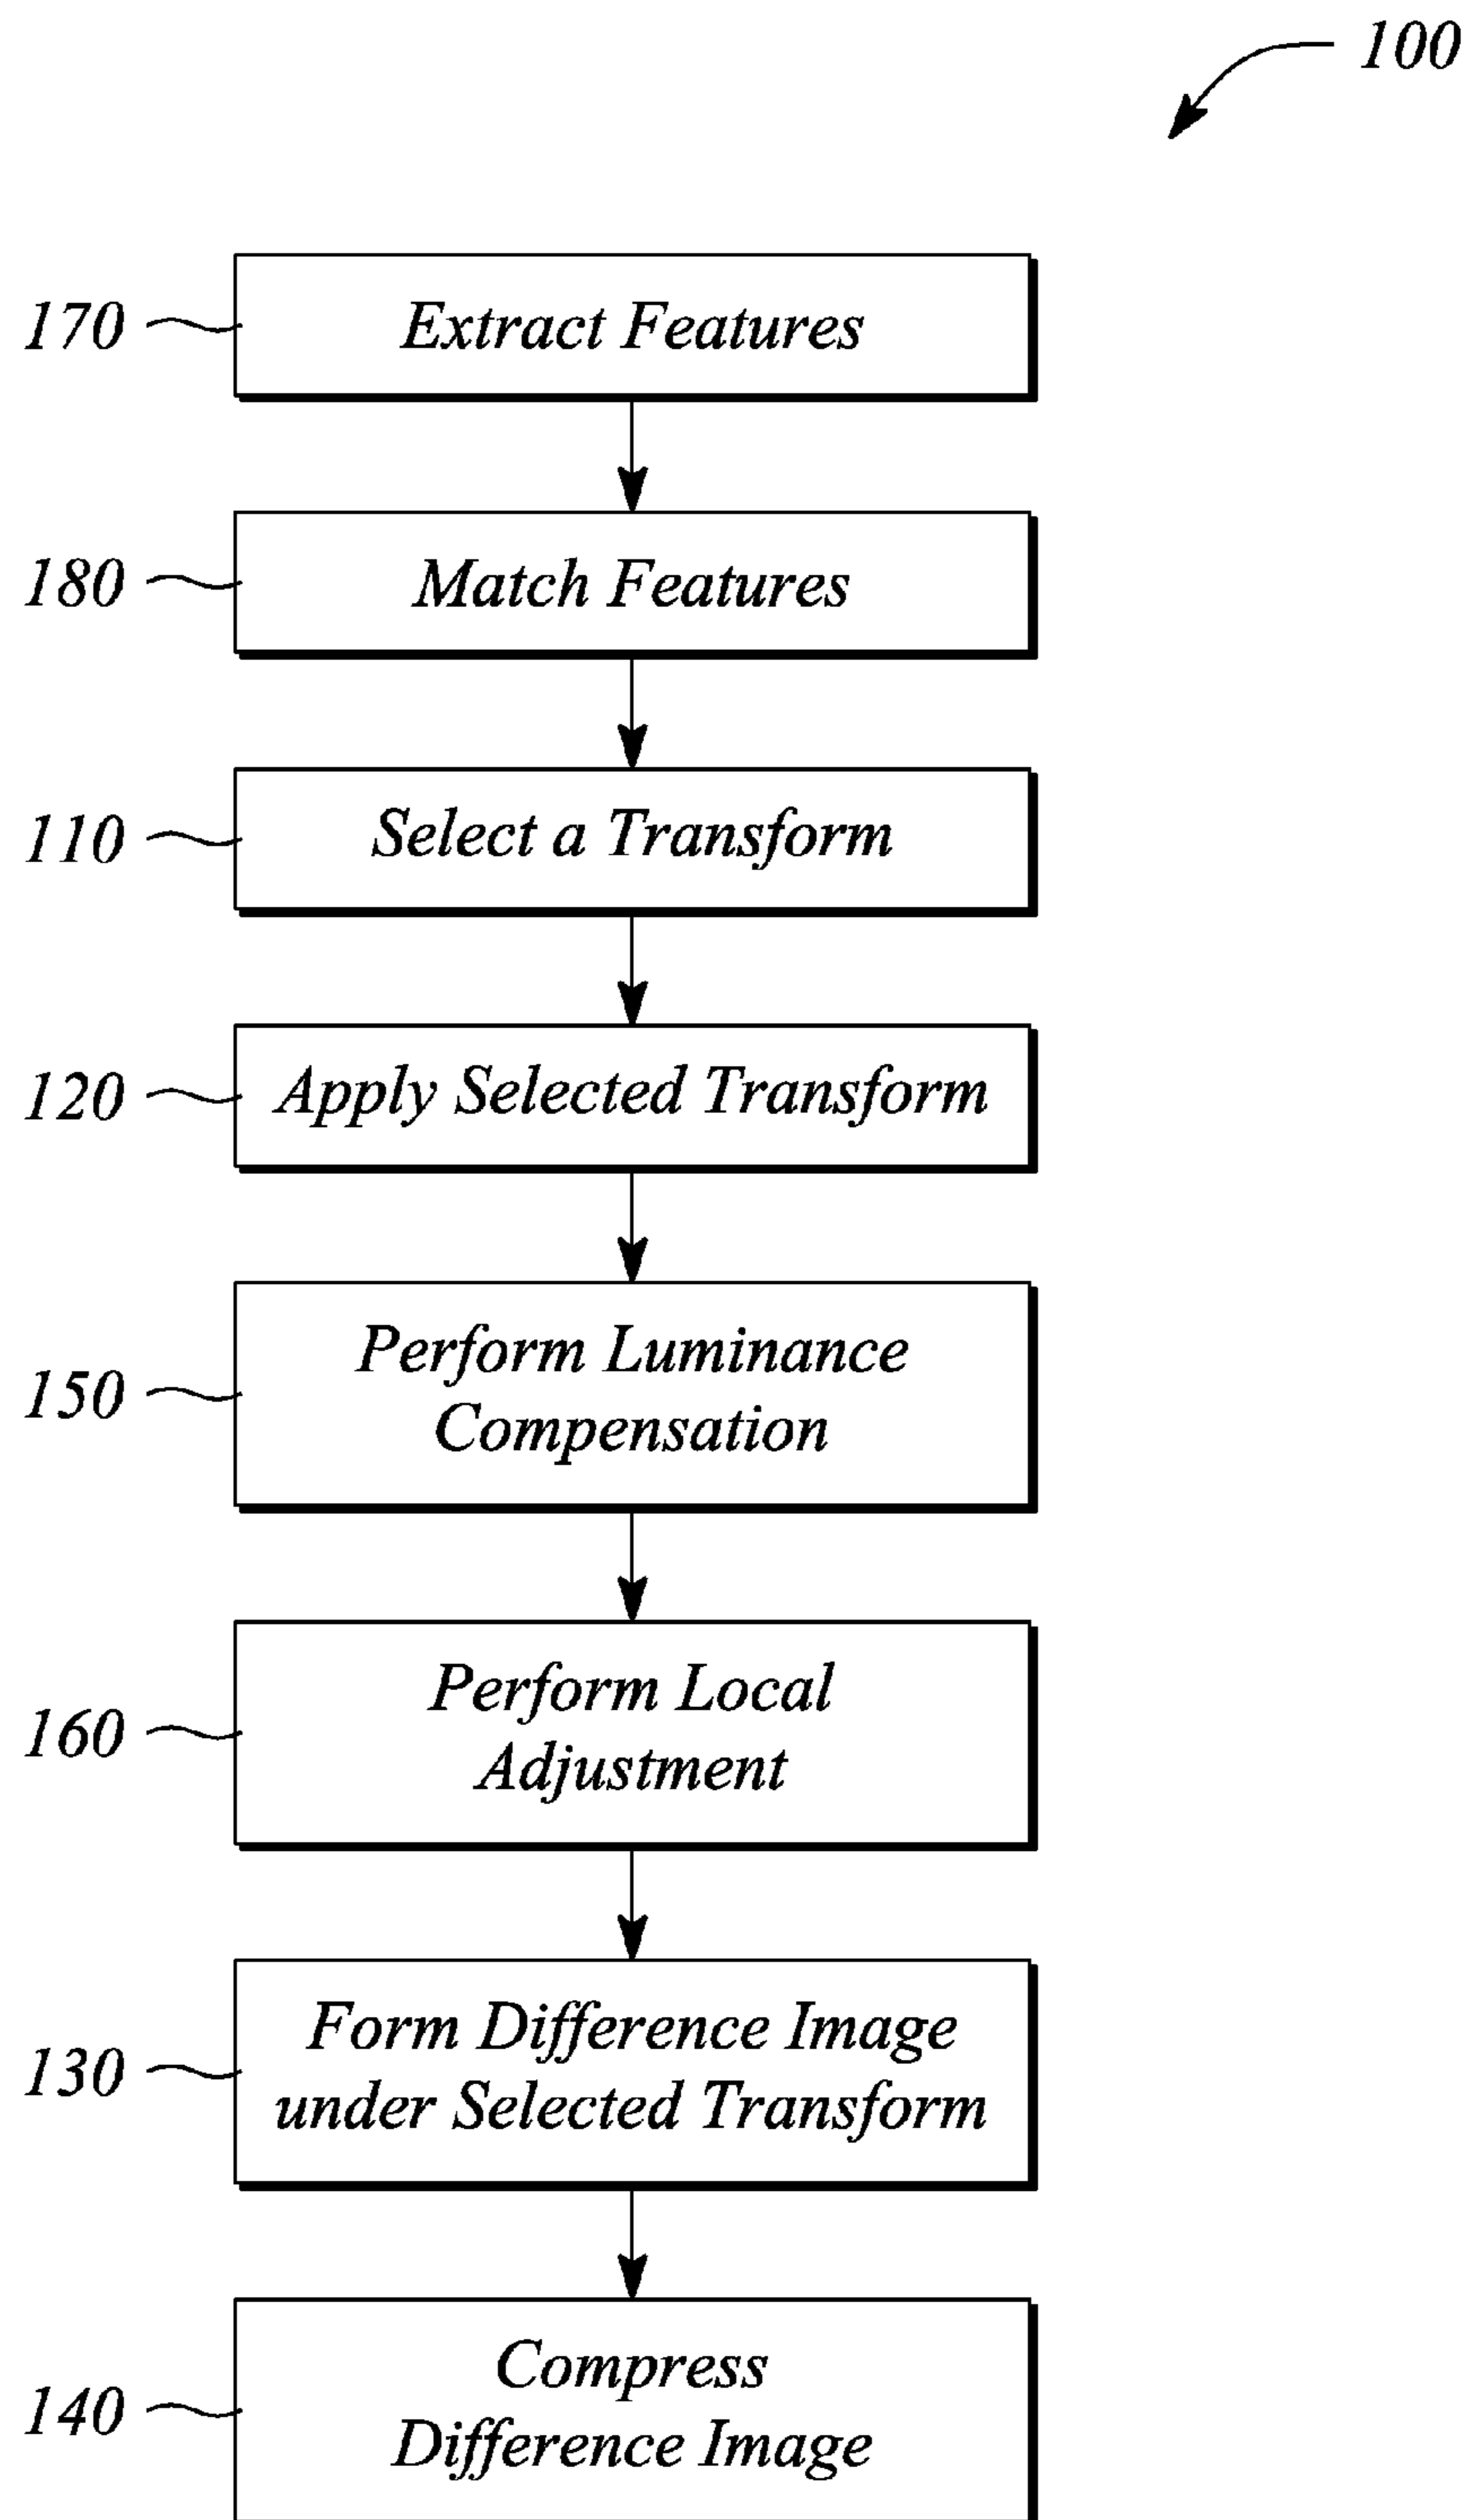 100
170
Extract Features
180
Match Features
110
Select a Transform
120
Apply Selected Transform
150
Perform Luminance
Compensation
160
Perform Local
Adjustment
130
Form Difference Image
under Selected Transform
140
Compress
Difference Image